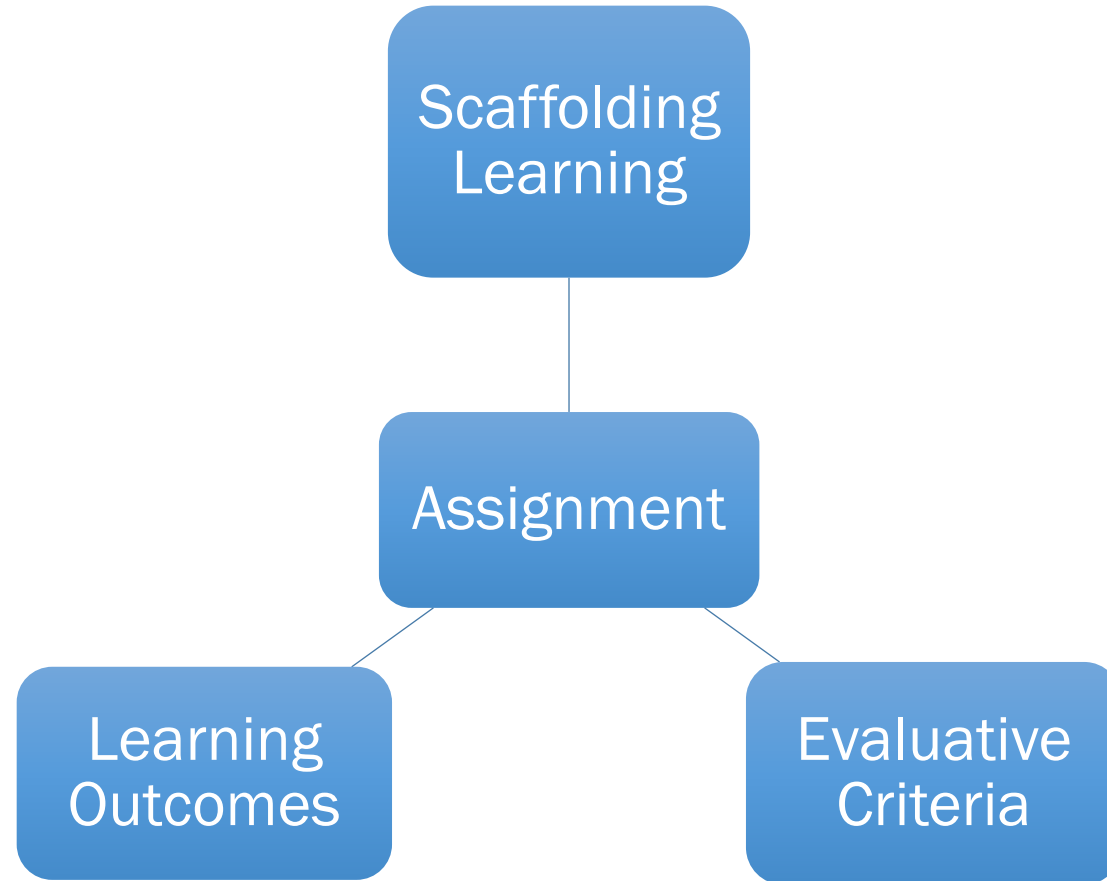 Scaffolding
Learning
Assignment
Learning
Outcomes
Evaluative
Criteria